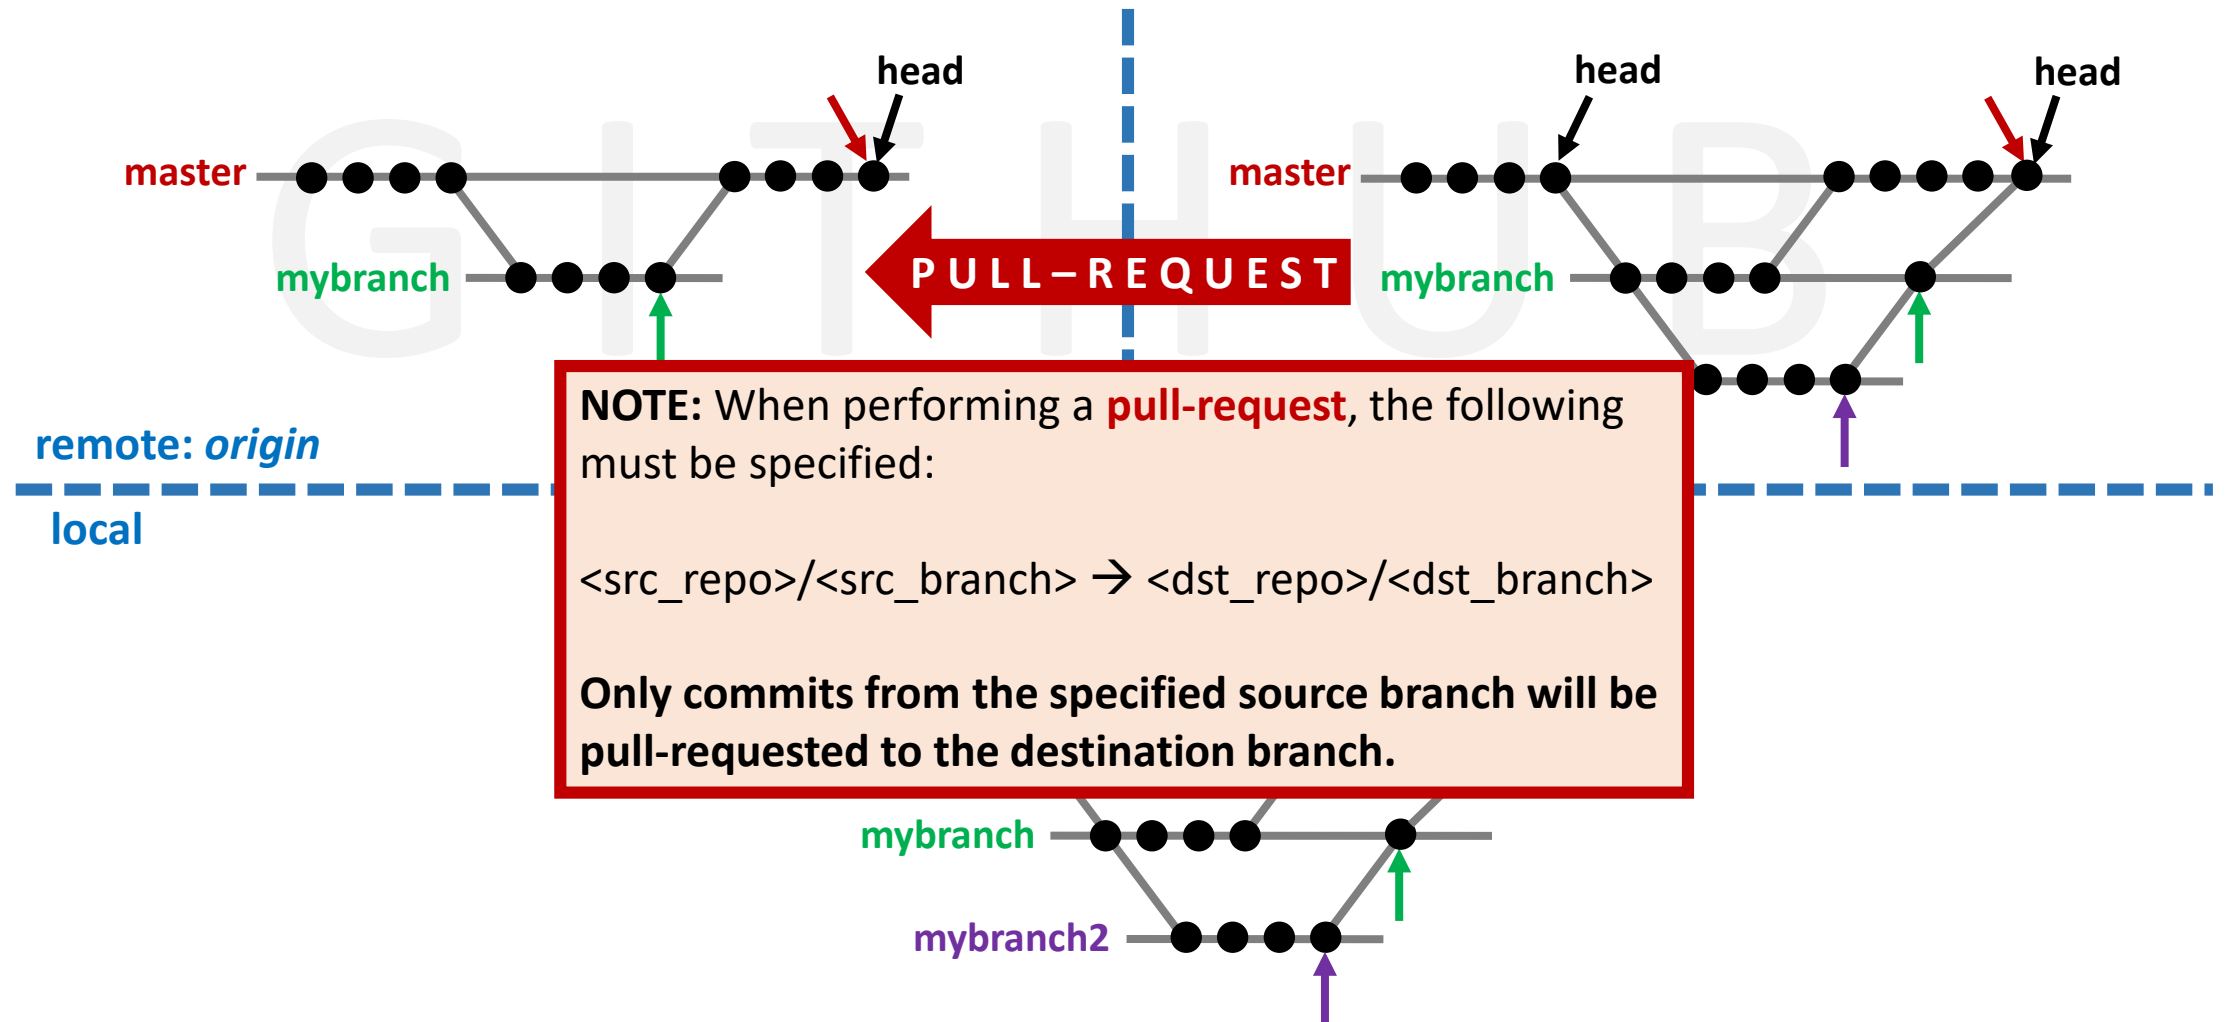 GITHUB
head
head
head
master
master
PULL–REQUEST
mybranch
mybranch
NOTE: When performing a pull-request, the following
must be specified:
<src_repo>/<src_branch> → <dst_repo>/<dst_branch>
Only commits from the specified source branch will be
pull-requested to the destination branch.
remote: origin
local
mybranch
mybranch2